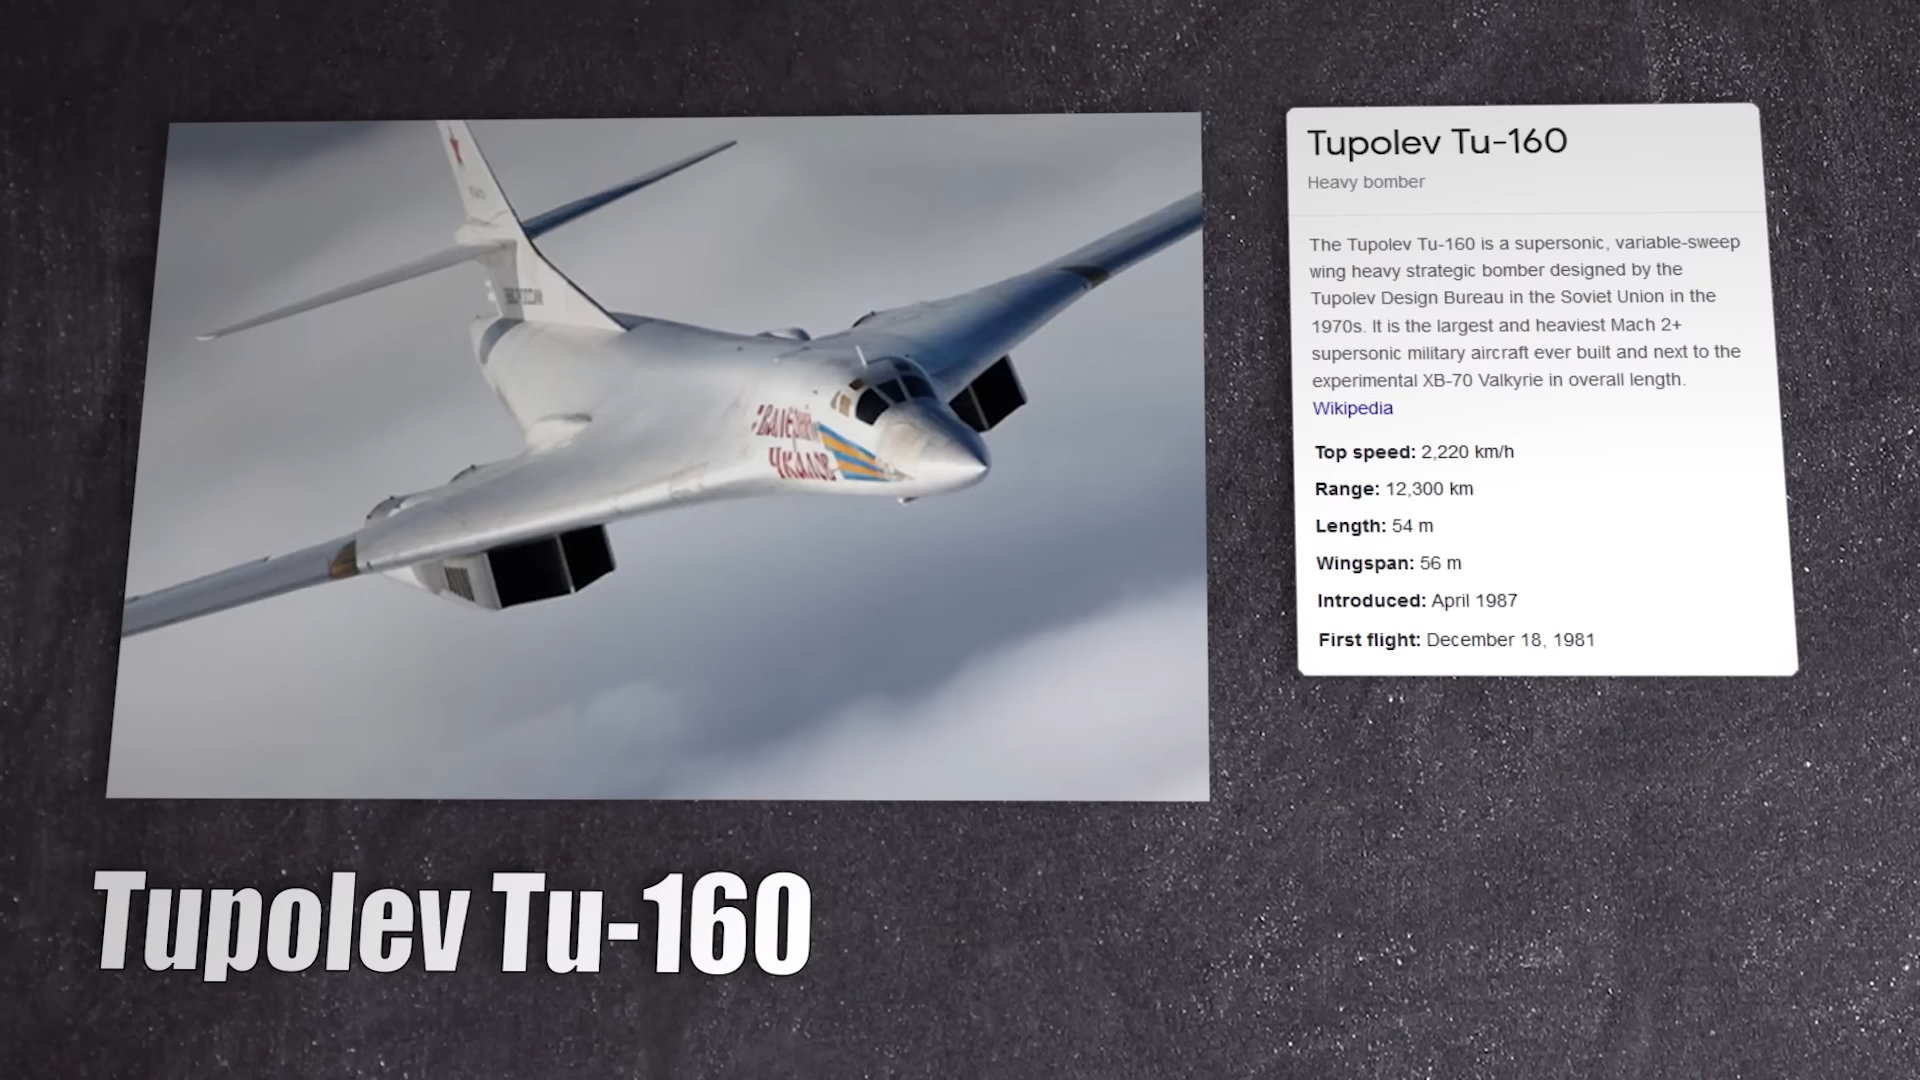 Валерий
Чкалов
Tupolev Tu-160
Heavy bomber
The Tupolev Tu-160 is a supersonic, variable-sweep
wing heavy strategic bomber designed by the
Tupolev Design Bureau in the Soviet Union in the
1970s. It is the largest and heaviest Mach 2+
supersonic military aircraft ever built and next to the
experimental XB-70 Valkyrie in overall length.
Wikipedia
Top speed: 2,220 km/h
Range: 12,300 km
Length: 54 m
Wingspan: 56 m
Introduced: April 1987
First flight: December 18, 1981
Tupolev Tu-160